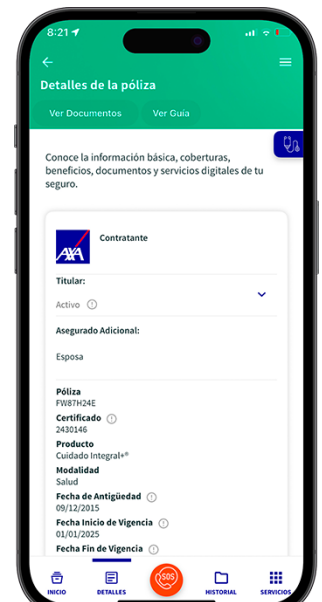 8:21
Detalles de la póliza
Ver Documentos Ver Guía
Conoce la información básica, coberturas,
beneficios, documentos y servicios digitales de tu
seguro.
AXA
Contratante
Titular:
Activo
Asegurado Adicional:
Esposa
Póliza
FW87H24E
Certificado
2430146
Producto
Cuidado Integral+®
Modalidad
Salud
Fecha de Antigüedad
09/12/2015
Fecha Inicio de Vigencia
01/01/2025
Fecha Fin de Vigencia
INICIO DETALLES SOS HISTORIAL SERVICIOS